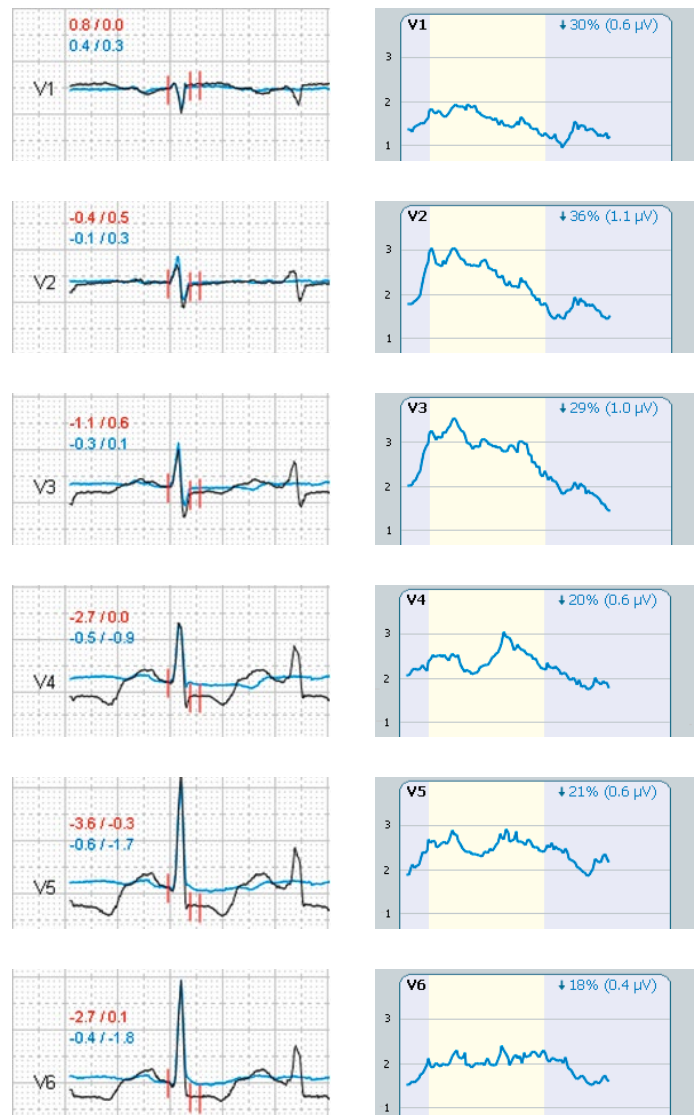 0.8 / 0.0
0.4 / 0.3
V1
V1 ↓30% (0.6 µV)
3
2
1
-0.4 / 0.5
-0.1 / 0.3
V2
V2 ↓36% (1.1 µV)
3
2
1
-1.1 / 0.6
-0.3 / 0.1
V3
V3 ↓29% (1.0 µV)
3
2
1
-2.7 / 0.0
-0.5 / -0.9
V4
V4 ↓20% (0.6 µV)
3
2
1
-3.6 / -0.3
-0.6 / -1.7
V5
V5 ↓21% (0.6 µV)
3
2
1
-2.7 / 0.1
-0.4 / -1.8
V6
V6 ↓18% (0.4 µV)
3
2
1